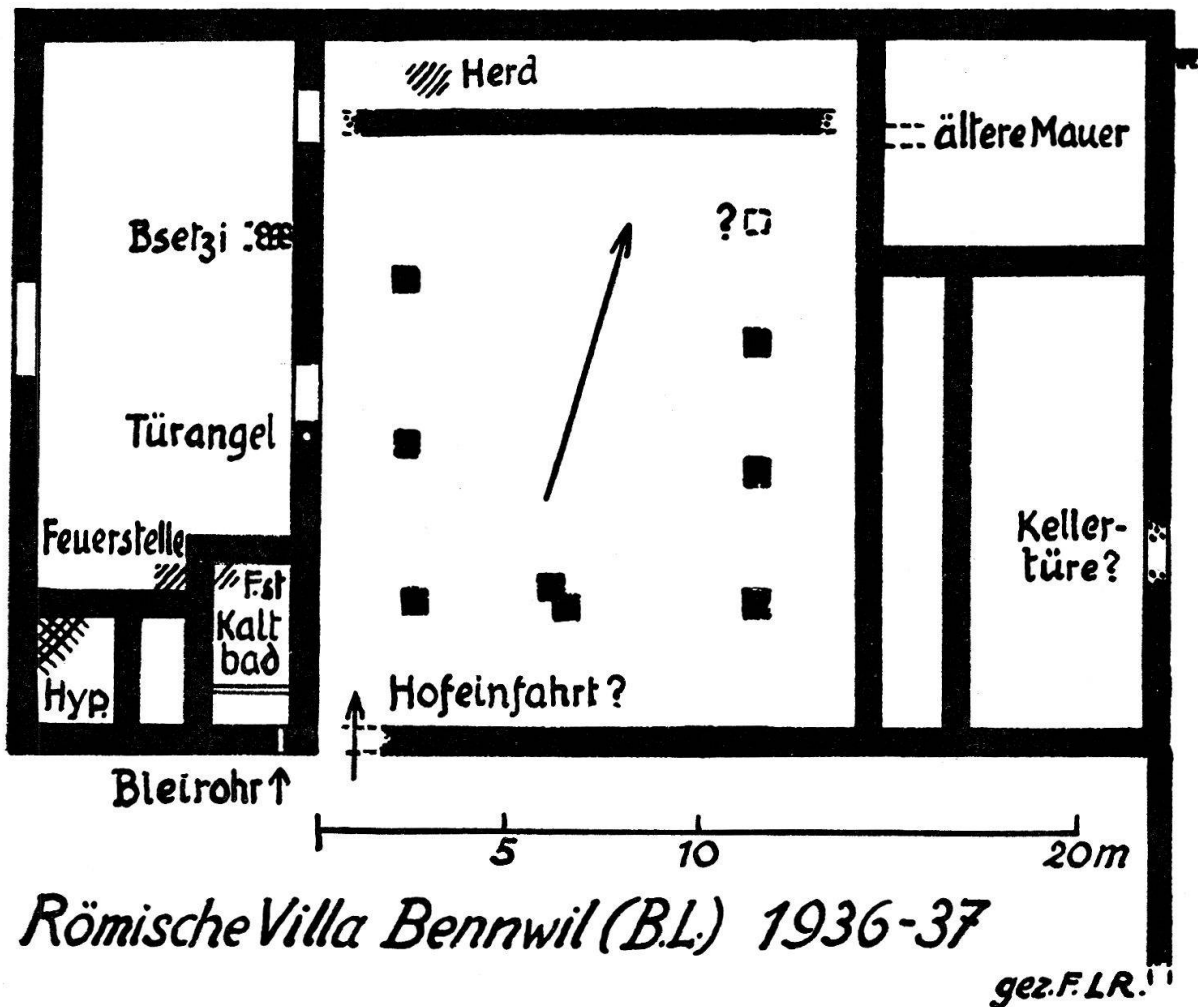 Herd
ältere Mauer
?
Bsetzi
Türangel
Feuerstelle
F.st
Kalt
bad
Hyp.
Keller-
türe?
Hofeinfahrt?
Bleirohr
5 10 20m
Römische Villa Bennwil (B.L.) 1936-37
gez. F. LR.